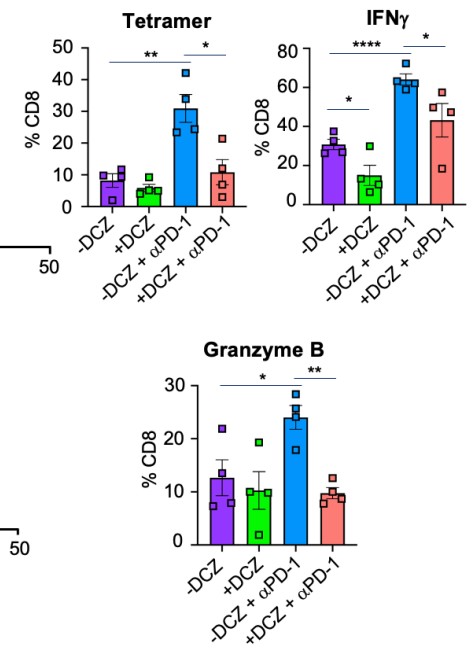 Tetramer
% CD8
50
40
30
20
10
0
**
*
-DCZ
+DCZ
-DCZ + αPD-1
+DCZ + αPD-1
IFNγ
% CD8
80
60
40
20
0
****
*
*
-DCZ
+DCZ
-DCZ + αPD-1
+DCZ + αPD-1
50
Granzyme B
% CD8
30
20
10
0
*
**
-DCZ
+DCZ
-DCZ + αPD-1
+DCZ + αPD-1
50